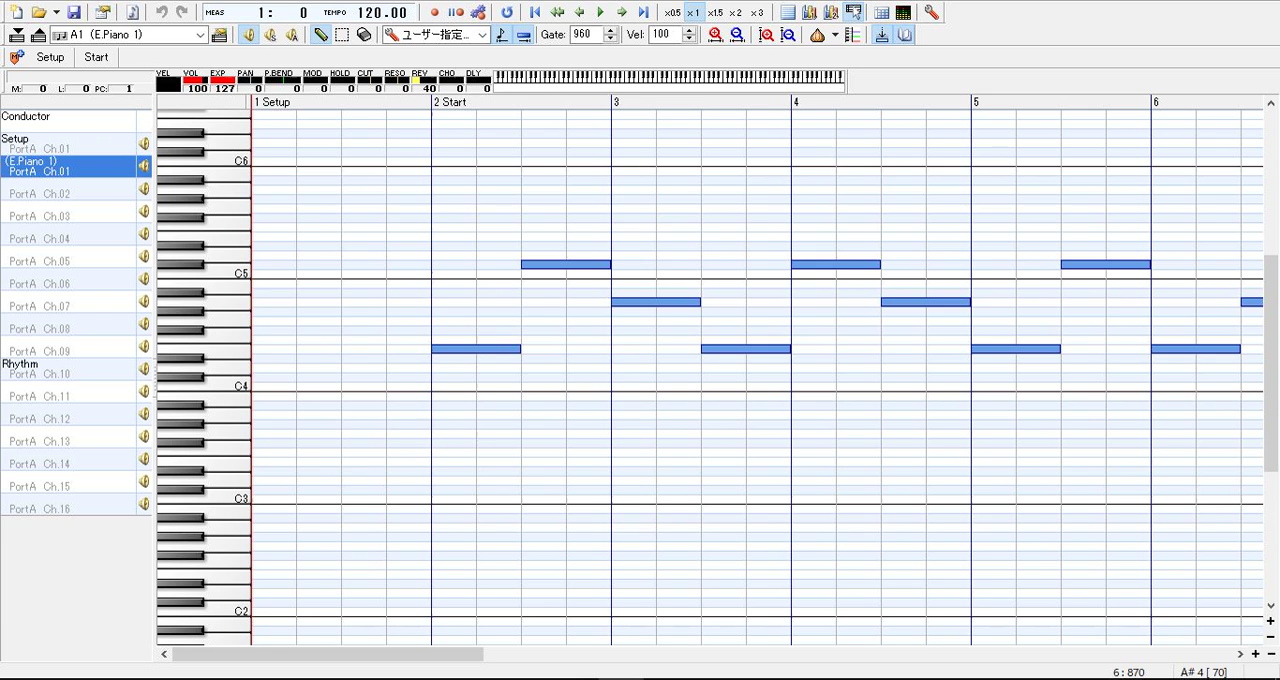 MEAS 1: 0 TEMPO 120.00 x0.5 x1 x1.5 x2 x3
A1 (E.Piano 1) ユーザー指定... Gate: 960 Vel: 100
Setup Start
VEL VOL EXP PAN P.BEND MOD HOLD CUT RESO REV CHO DLY
M: 0 L: 0 PC: 1 100 127 0 0 0 0 0 0 40 0 0
1 Setup 2 Start 3 4 5 6
Conductor
Setup
PortA Ch.01
(E.Piano 1)
PortA Ch.01
PortA Ch.02
PortA Ch.03
PortA Ch.04
PortA Ch.05
PortA Ch.06
PortA Ch.07
PortA Ch.08
PortA Ch.09
Rhythm
PortA Ch.10
PortA Ch.11
PortA Ch.12
PortA Ch.13
PortA Ch.14
PortA Ch.15
PortA Ch.16
C6
C5
C4
C3
C2
6:870 A# 4 [ 70]